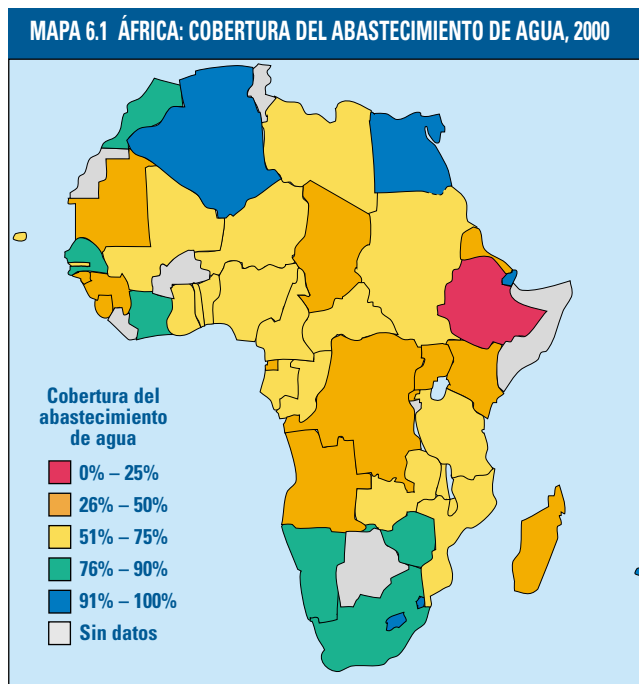 MAPA 6.1 ÁFRICA: COBERTURA DEL ABASTECIMIENTO DE AGUA, 2000
Cobertura del
abastecimiento
de agua
0% – 25%
26% – 50%
51% – 75%
76% – 90%
91% – 100%
Sin datos